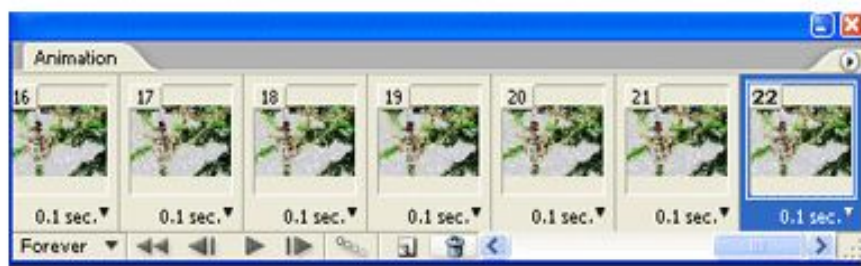 Animation
16 17 18 19 20 21 22
0.1 sec. 0.1 sec. 0.1 sec. 0.1 sec. 0.1 sec. 0.1 sec. 0.1 sec.
Forever